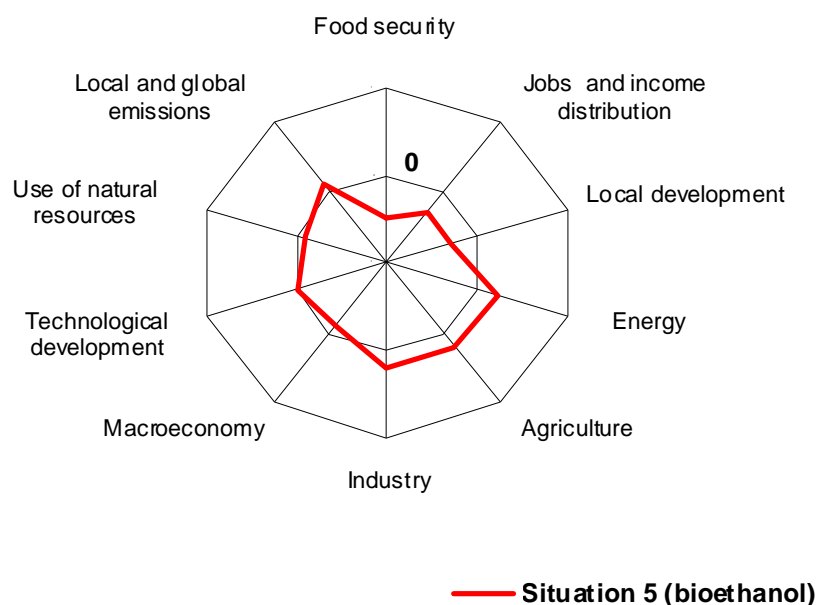 Food security
Local and global
emissions
Jobs and income
distribution
0
Use of natural
resources
Local development
Technological
development
Energy
Macroeconomy
Agriculture
Industry
Situation 5 (bioethanol)